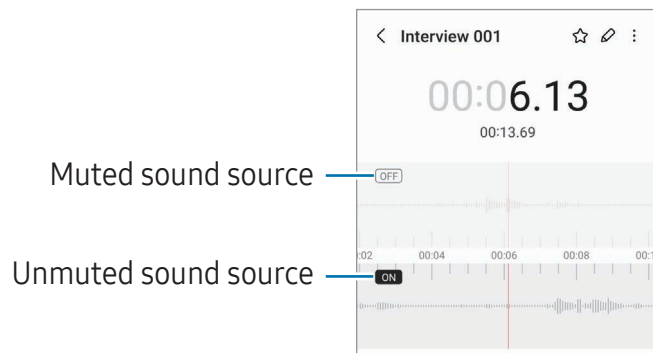 Interview 001
00:06.13
00:13.69
Muted sound source
OFF
00:04 00:06 00:08
Unmuted sound source
ON